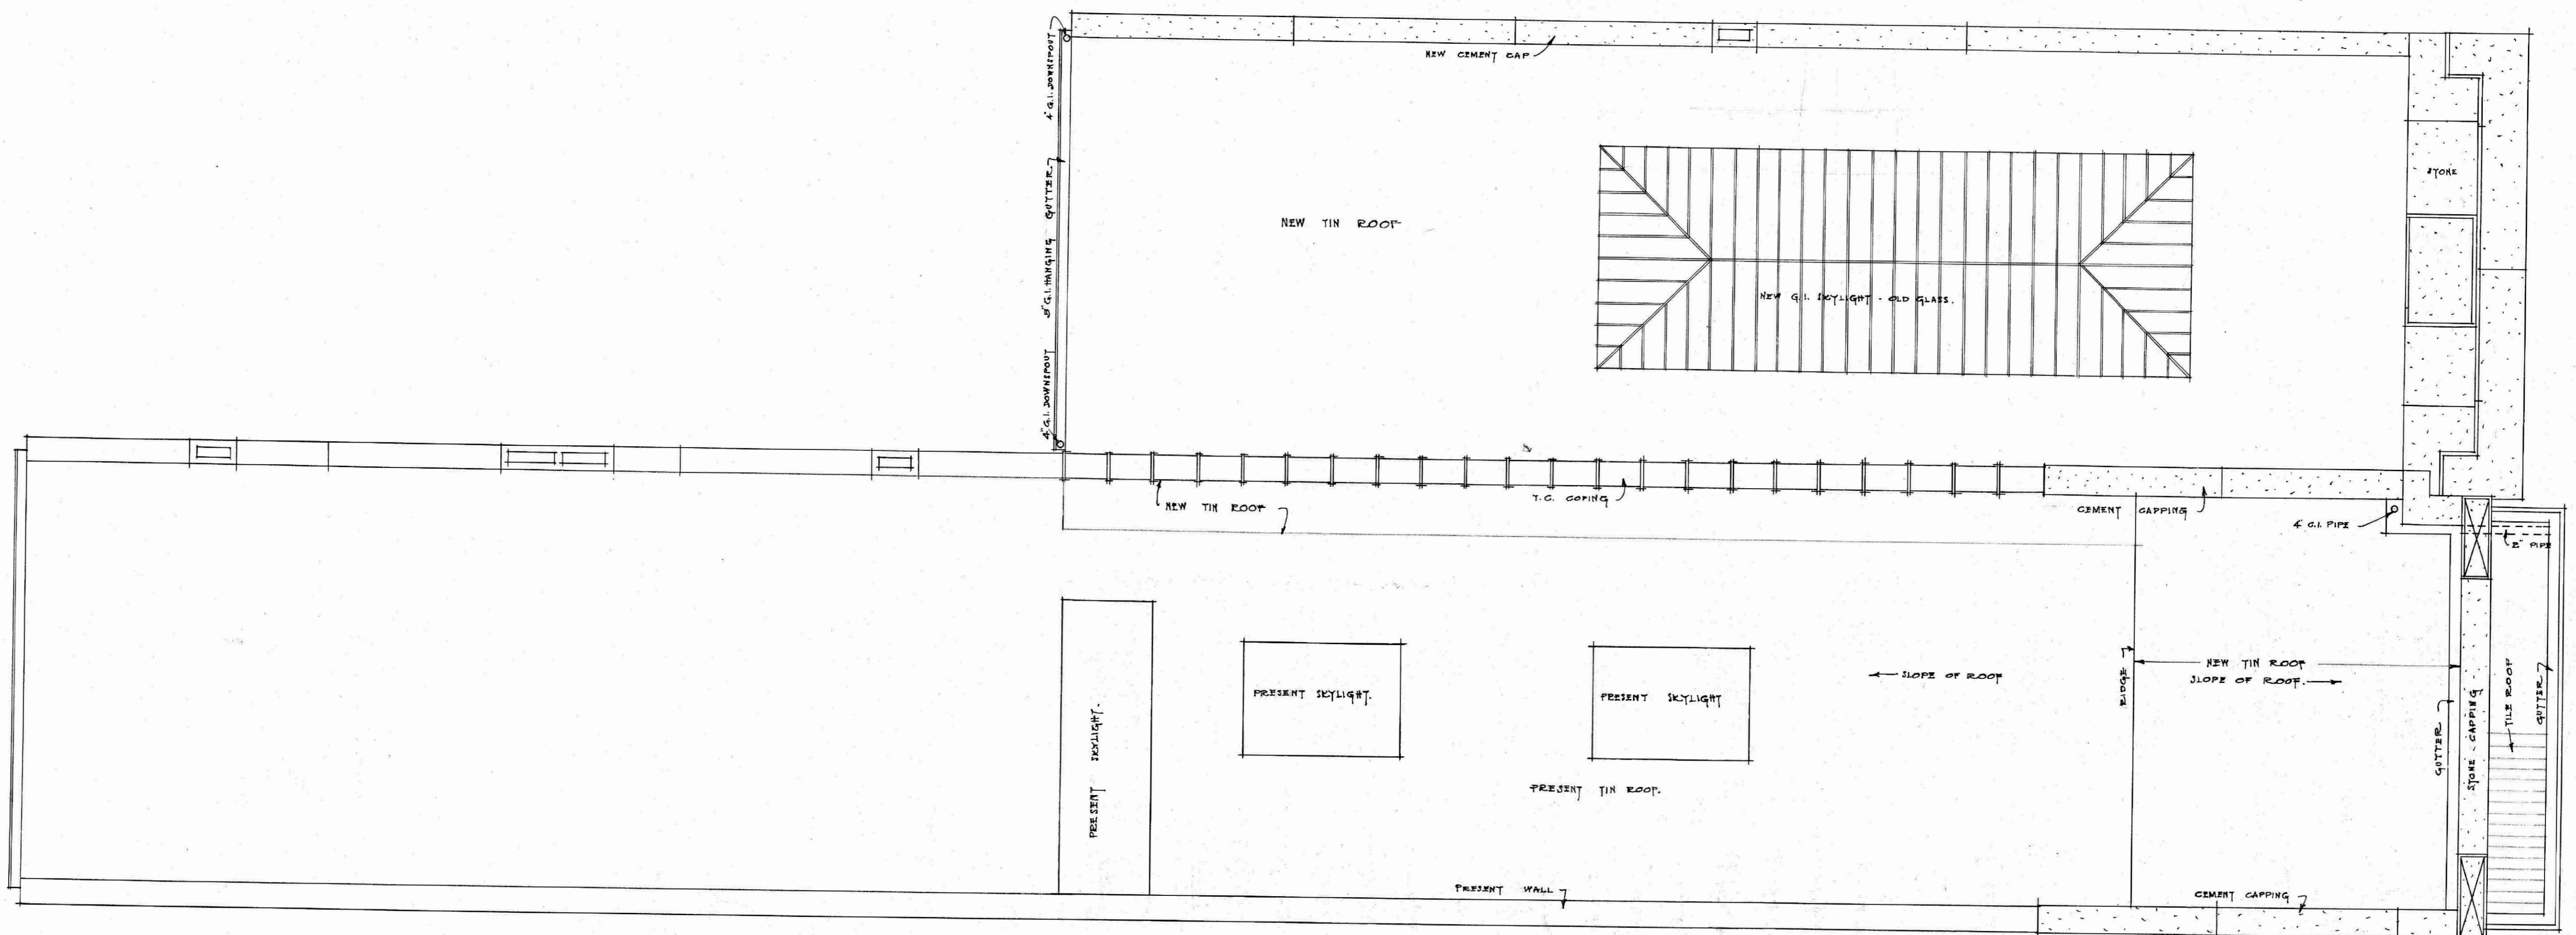 4" G.I. DOWNSPOUT
NEW CEMENT CAP
5" G.I. HANGING GUTTER
STONE
NEW TIN ROOF
NEW G.I. SKYLIGHT - OLD GLASS.
4" G.I. DOWNSPOUT
NEW TIN ROOF
T.C. COPING
CEMENT CAPPING
4" C.I. PIPE
2" PIPE
PRESENT SKYLIGHT.
PRESENT SKYLIGHT.
PRESENT SKYLIGHT
SLOPE OF ROOF
RIDGE
NEW TIN ROOF
SLOPE OF ROOF.
GUTTER
STONE - CAPPING -
TILE ROOF
GUTTER
PRESENT TIN ROOF.
PRESENT WALL
CEMENT CAPPING